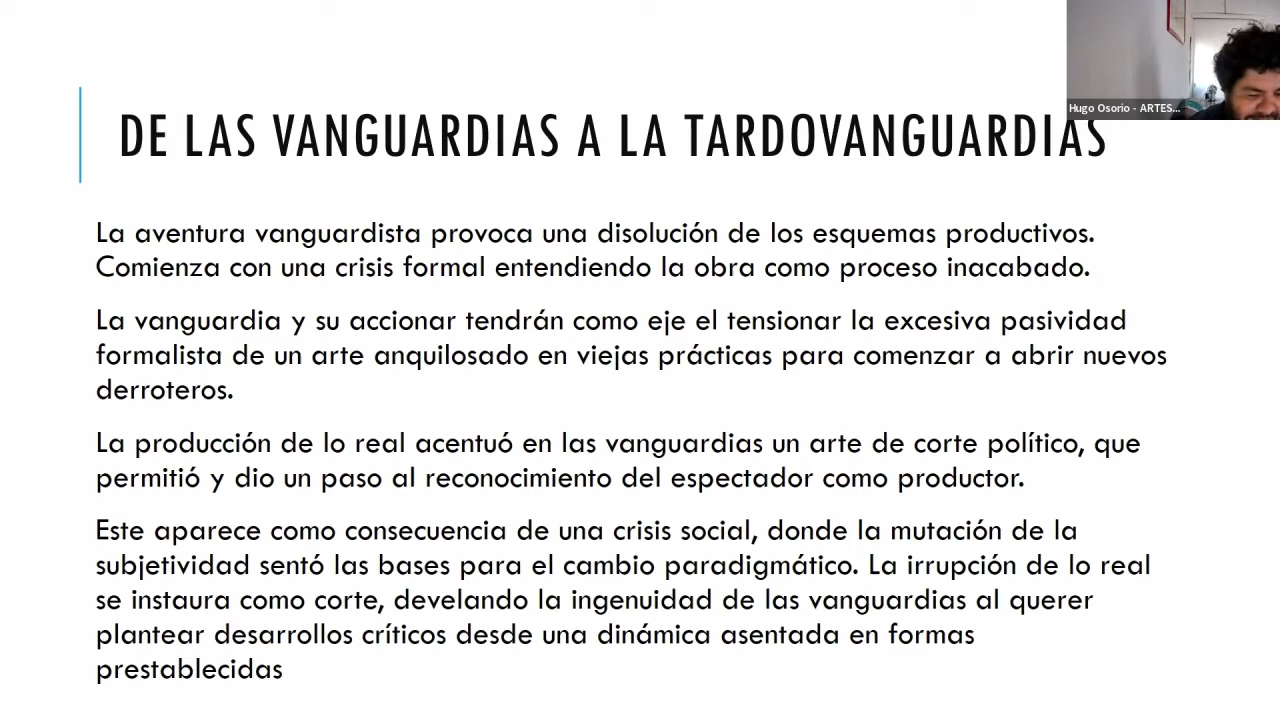 Hugo Osorio - ARTES...
DE LAS VANGUARDIAS A LA TARDOVANGUARDIAS
La aventura vanguardista provoca una disolución de los esquemas productivos.
Comienza con una crisis formal entendiendo la obra como proceso inacabado.
La vanguardia y su accionar tendrán como eje el tensionar la excesiva pasividad
formalista de un arte anquilosado en viejas prácticas para comenzar a abrir nuevos
derroteros.
La producción de lo real acentuó en las vanguardias un arte de corte político, que
permitió y dio un paso al reconocimiento del espectador como productor.
Este aparece como consecuencia de una crisis social, donde la mutación de la
subjetividad sentó las bases para el cambio paradigmático. La irrupción de lo real
se instaura como corte, develando la ingenuidad de las vanguardias al querer
plantear desarrollos críticos desde una dinámica asentada en formas
prestablecidas